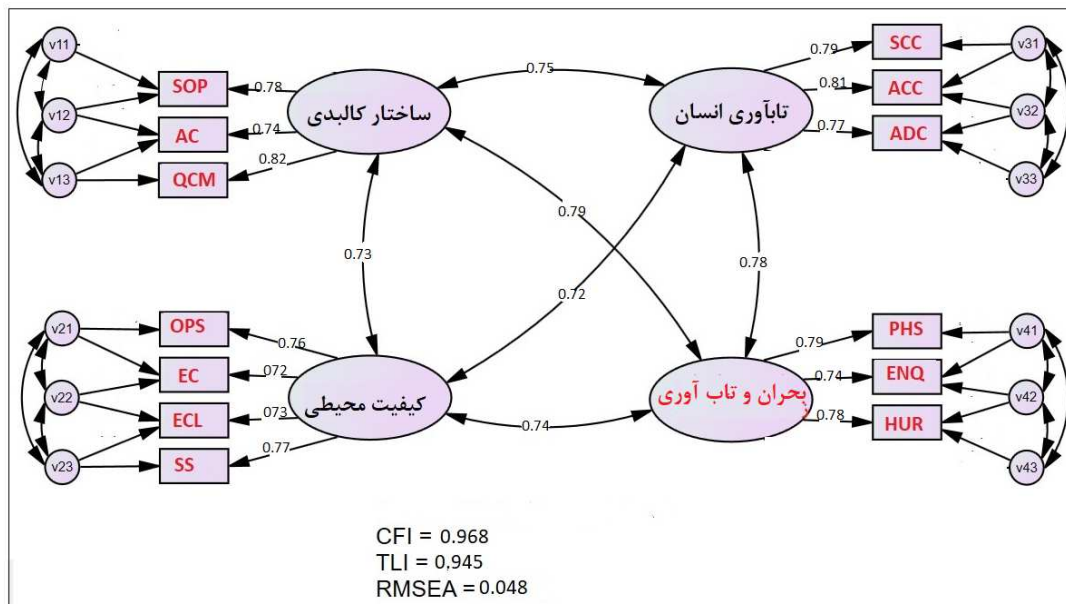 v11
v12
v13
SOP
AC
QCM
0.78
0.74
0.82
ساختار کالبدی
0.75
تابآوری انسان
0.79
0.81
0.77
SCC
ACC
ADC
v31
v32
v33
0.73
0.79
0.72
0.78
v21
v22
v23
OPS
EC
ECL
SS
0.76
072
073
0.77
کیفیت محیطی
0.74
بحران و تاب آوری
0.79
0.74
0.78
PHS
ENQ
HUR
v41
v42
v43
CFI = 0.968
TLI = 0,945
RMSEA = 0.048